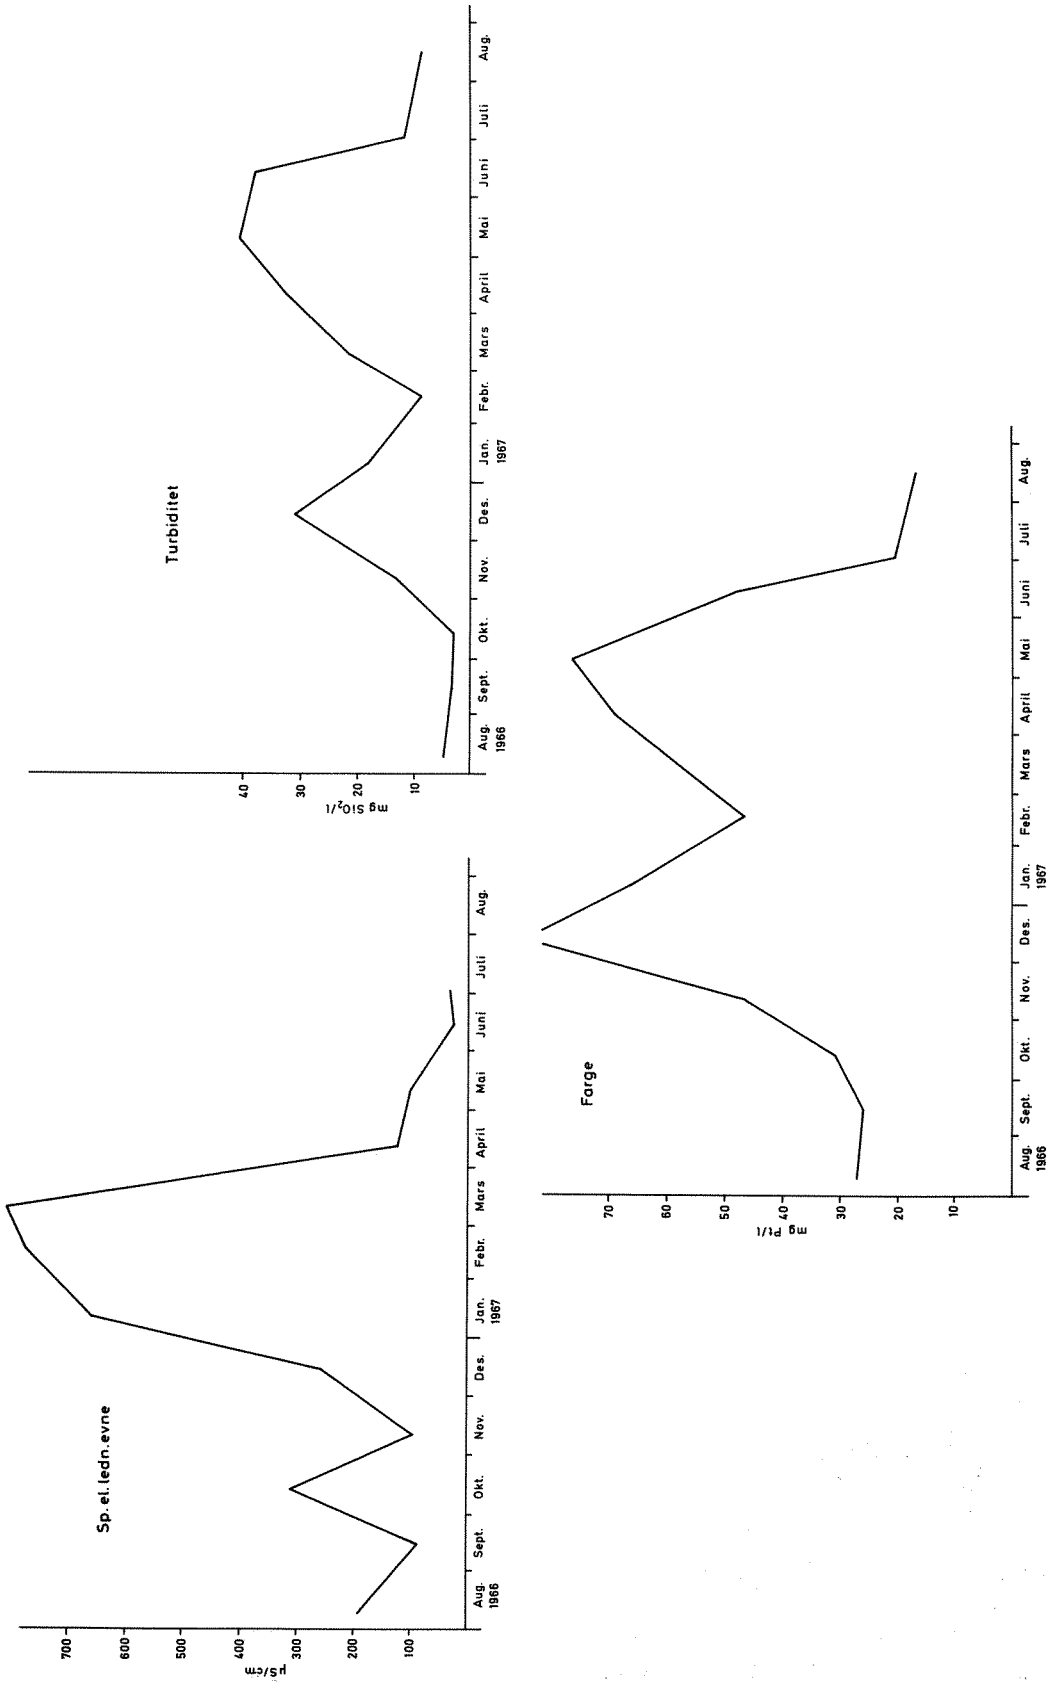 Sp. el. ledn. evne
µS/cm
700
600
500
400
300
200
100
Aug. Sept. Okt. Nov. Des. Jan. Febr. Mars April Mai Juni Juli Aug.
1966 1967
Turbiditet
mg SiO₂/l
40
30
20
10
Aug. Sept. Okt. Nov. Des. Jan. Febr. Mars April Mai Juni Juli Aug.
1966 1967
Farge
mg Pt/l
70
60
50
40
30
20
10
Aug. Sept. Okt. Nov. Des. Jan. Febr. Mars April Mai Juni Juli Aug.
1966 1967